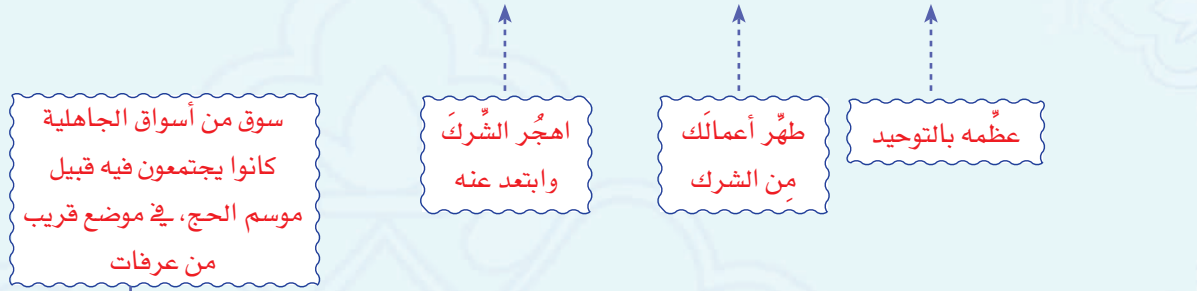 عظِّمه بالتوحيد
طهِّر أعمالَك
مِن الشرك
اهجُر الشِّركَ
وابتعد عنه
سوق من أسواق الجاهلية
كانوا يجتمعون فيه قبيل
موسم الحج، في موضع قريب
من عرفات